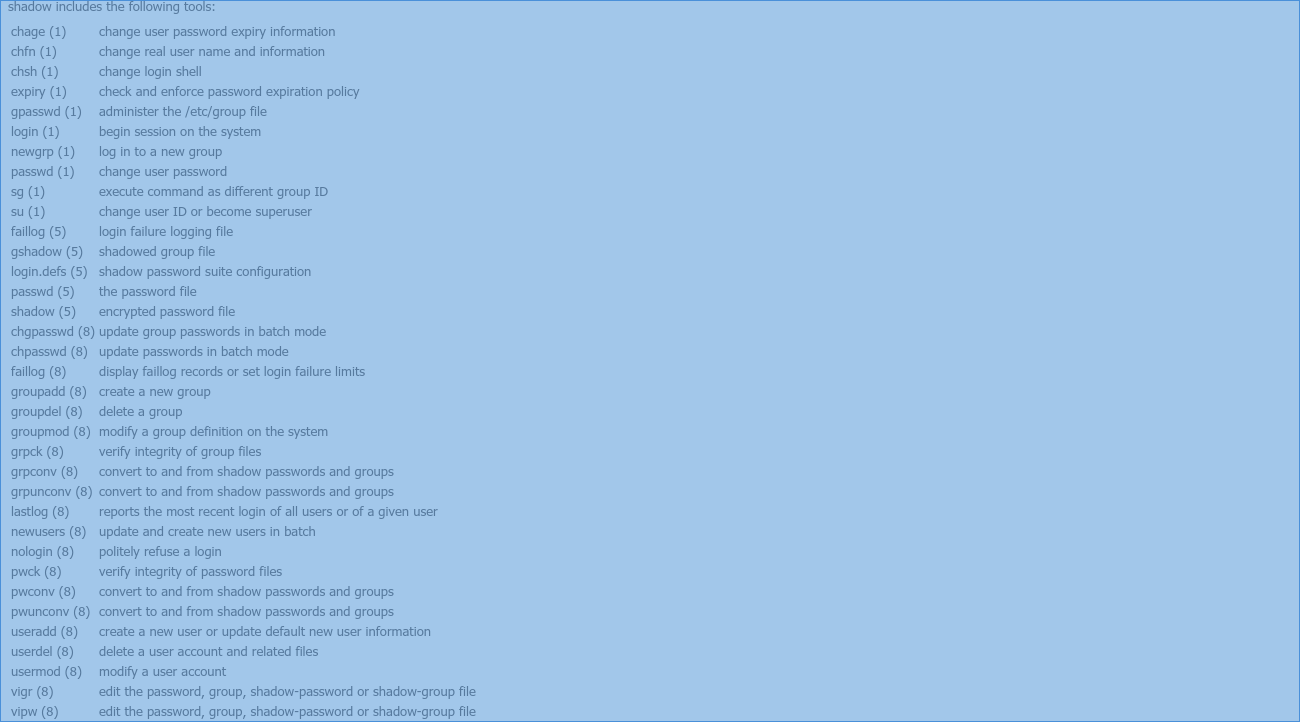 shadow includes the following tools:
chage (1) change user password expiry information
chfn (1) change real user name and information
chsh (1) change login shell
expiry (1) check and enforce password expiration policy
gpasswd (1) administer the /etc/group file
login (1) begin session on the system
newgrp (1) log in to a new group
passwd (1) change user password
sg (1) execute command as different group ID
su (1) change user ID or become superuser
faillog (5) login failure logging file
gshadow (5) shadowed group file
login.defs (5) shadow password suite configuration
passwd (5) the password file
shadow (5) encrypted password file
chgpasswd (8) update group passwords in batch mode
chpasswd (8) update passwords in batch mode
faillog (8) display faillog records or set login failure limits
groupadd (8) create a new group
groupdel (8) delete a group
groupmod (8) modify a group definition on the system
grpck (8) verify integrity of group files
grpconv (8) convert to and from shadow passwords and groups
grpunconv (8) convert to and from shadow passwords and groups
lastlog (8) reports the most recent login of all users or of a given user
newusers (8) update and create new users in batch
nologin (8) politely refuse a login
pwck (8) verify integrity of password files
pwconv (8) convert to and from shadow passwords and groups
pwunconv (8) convert to and from shadow passwords and groups
useradd (8) create a new user or update default new user information
userdel (8) delete a user account and related files
usermod (8) modify a user account
vigr (8) edit the password, group, shadow-password or shadow-group file
vipw (8) edit the password, group, shadow-password or shadow-group file